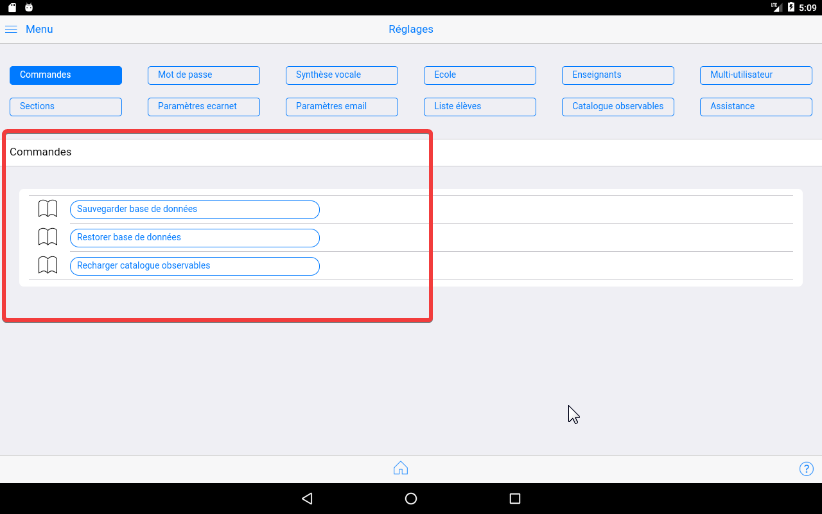 5:09
Menu
Réglages
Commandes Mot de passe Synthèse vocale Ecole Enseignants Multi-utilisateur
Sections Paramètres ecarnet Paramètres email Liste élèves Catalogue observables Assistance
Commandes
Sauvegarder base de données
Restorer base de données
Recharger catalogue observables
?